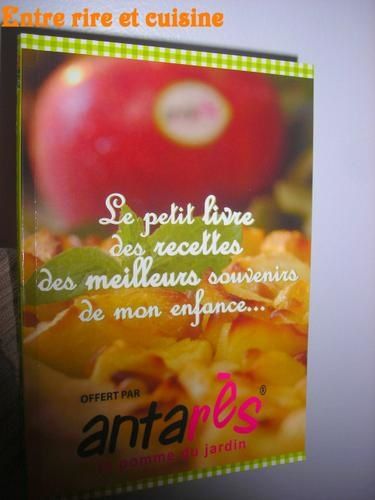 Entre rire et cuisine
Le petit livre
des recettes
des meilleurs souvenirs
de mon enfance...
OFFERT PAR
antarès®
la pomme du jardin